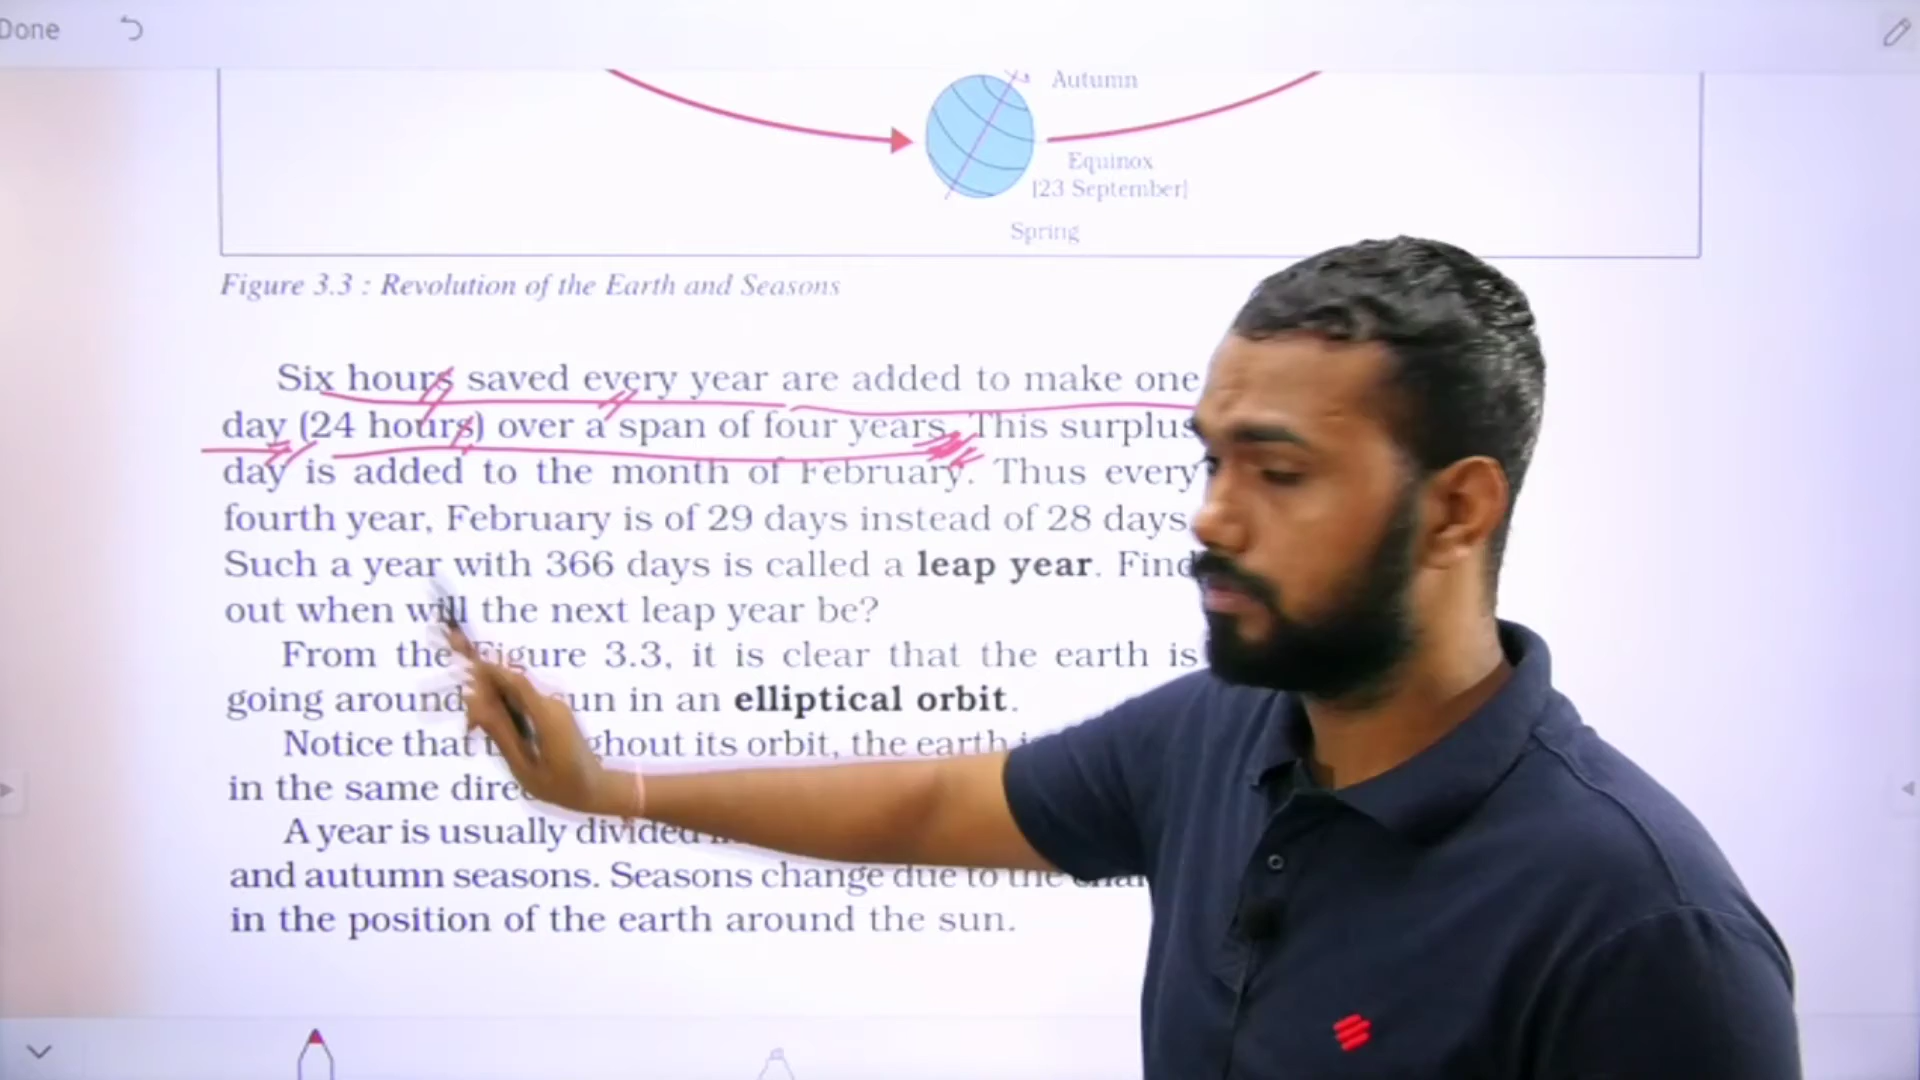 Done
Autumn
Equinox
[23 September]
Spring
Figure 3.3 : Revolution of the Earth and Seasons
Six hours saved every year are added to make one
day (24 hours) over a span of four years. This surplus
day is added to the month of February. Thus every
fourth year, February is of 29 days instead of 28 days
Such a year with 366 days is called a leap year. Find
out when will the next leap year be?
From the Figure 3.3, it is clear that the earth is
going around sun in an elliptical orbit.
Notice that its orbit, the earth
in the same
A year is usually divided
and autumn seasons. Seasons change due to the
in the position of the earth around the sun.